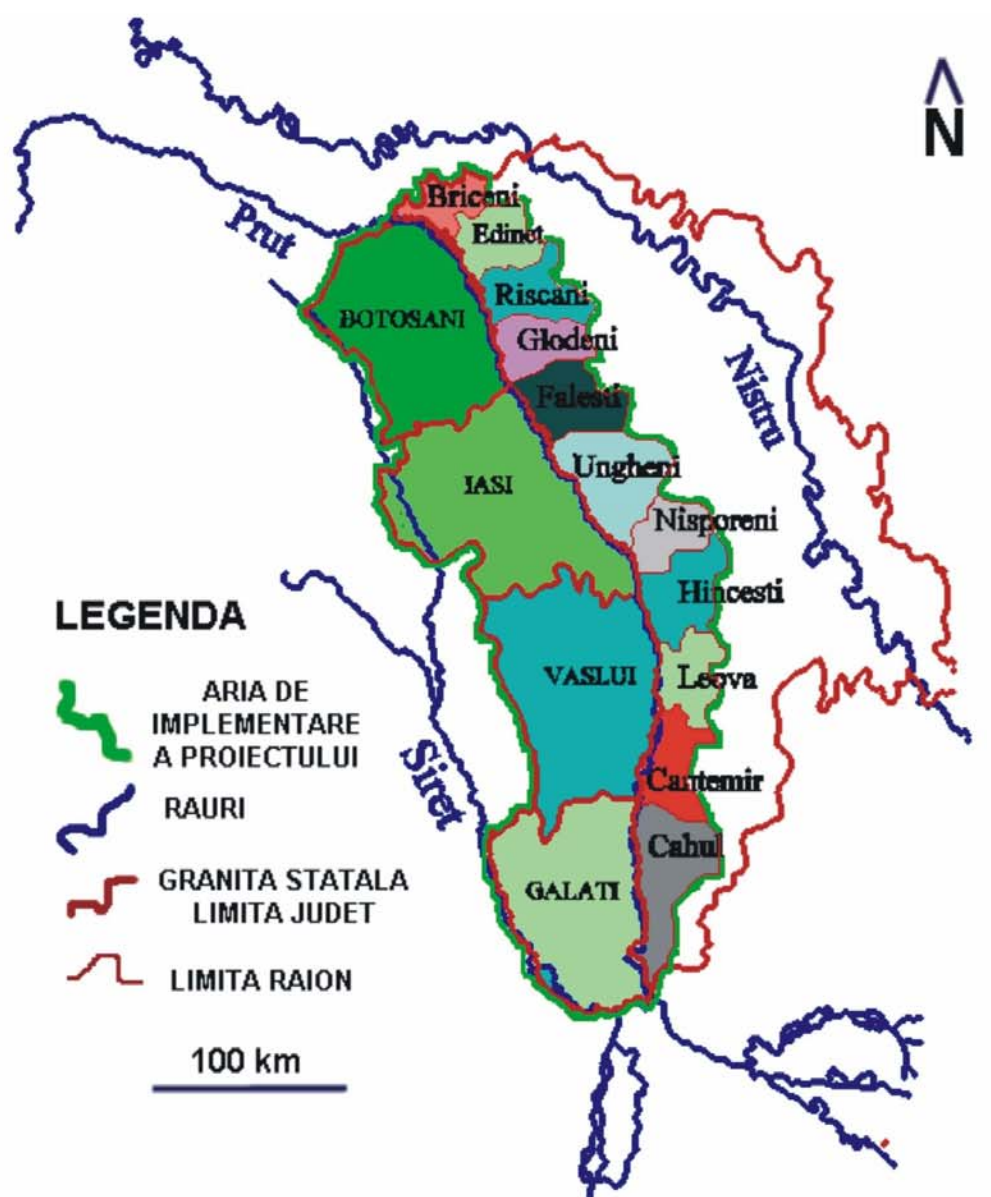 N
Briceni
Prut
Edinet
Riscani
BOTOSANI
Glodeni
Nistru
Falesti
Ungheni
IASI
Nisporeni
Hincesti
LEGENDA
VASLUI
Leova
ARIA DE
IMPLEMENTARE
A PROIECTULUI
Siret
Cantemir
RAURI
Cahul
GRANITA STATALA
LIMITA JUDET
GALATI
LIMITA RAION
100 km